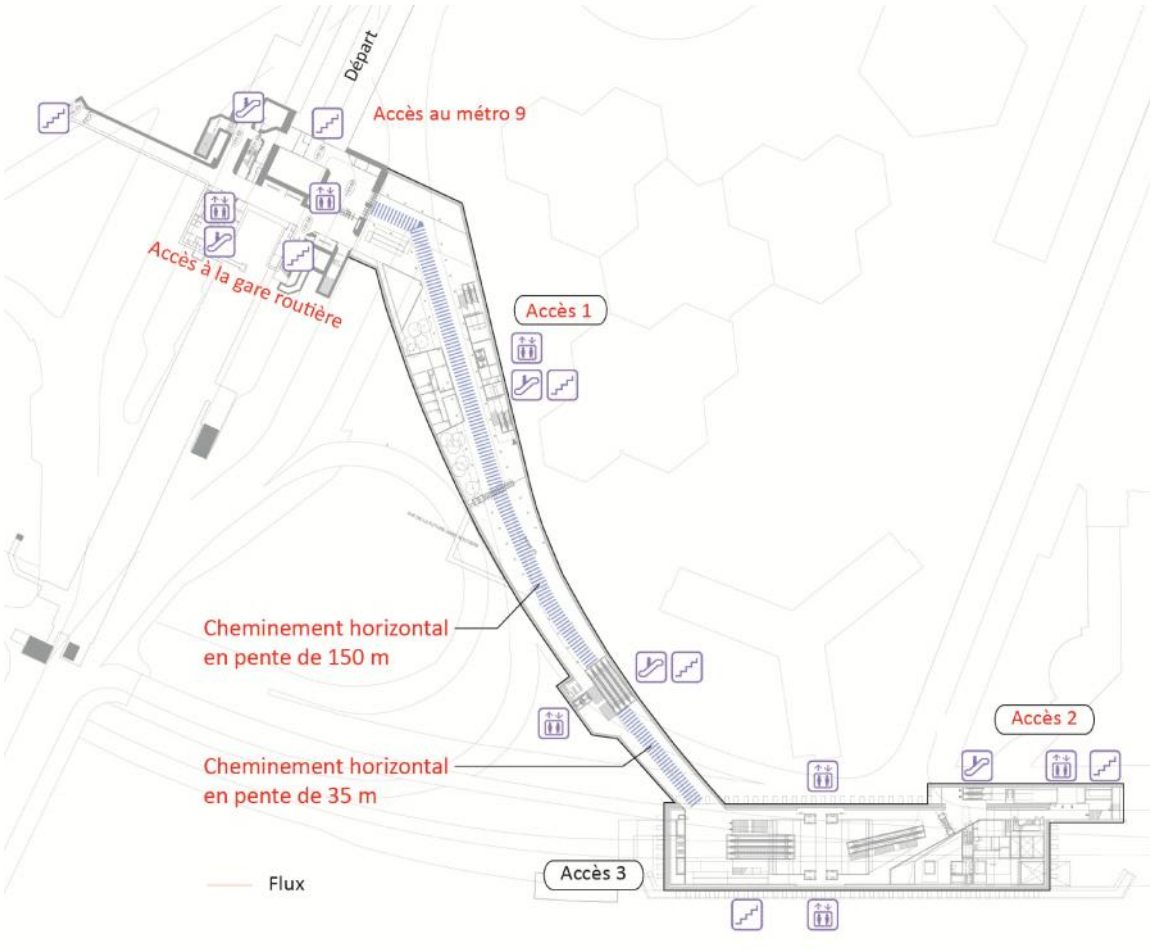 Départ
Accès au métro 9
Accès à la gare routière
Accès 1
Cheminement horizontal
en pente de 150 m
Cheminement horizontal
en pente de 35 m
Accès 2
Accès 3
Flux